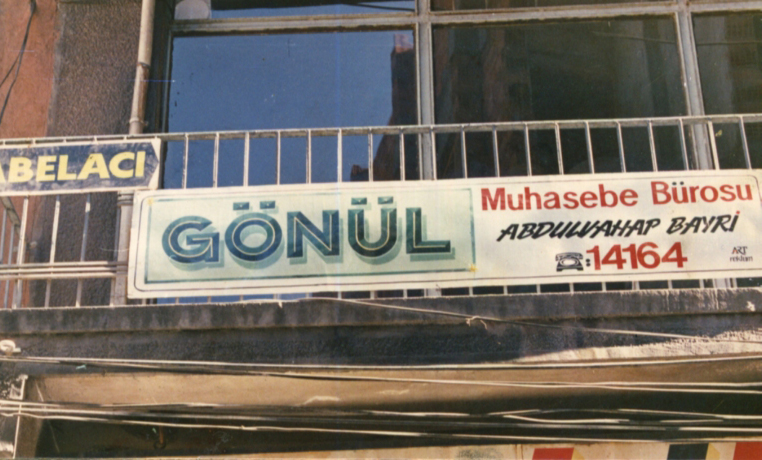 ABELACI
GÖNÜL
Muhasebe Bürosu
ABDULVAHAP BAYRİ
☎:14164
ART
reklam